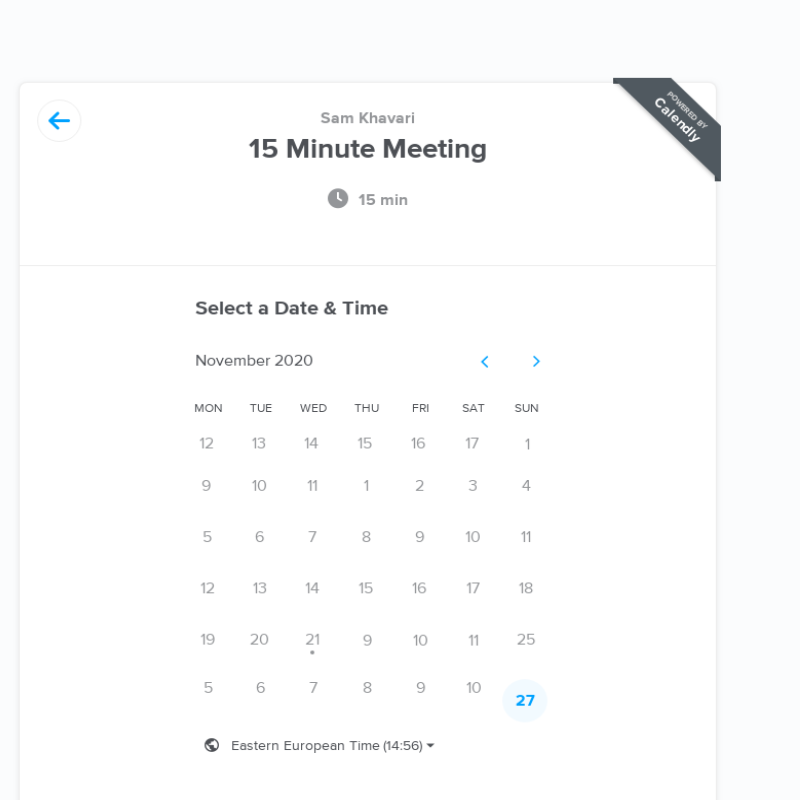 POWERED BY
Calendly
Sam Khavari
15 Minute Meeting
15 min
Select a Date & Time
November 2020
MON TUE WED THU FRI SAT SUN
12 13 14 15 16 17 1
9 10 11 1 2 3 4
5 6 7 8 9 10 11
12 13 14 15 16 17 18
19 20 21 9 10 11 25
5 6 7 8 9 10 27
Eastern European Time (14:56)